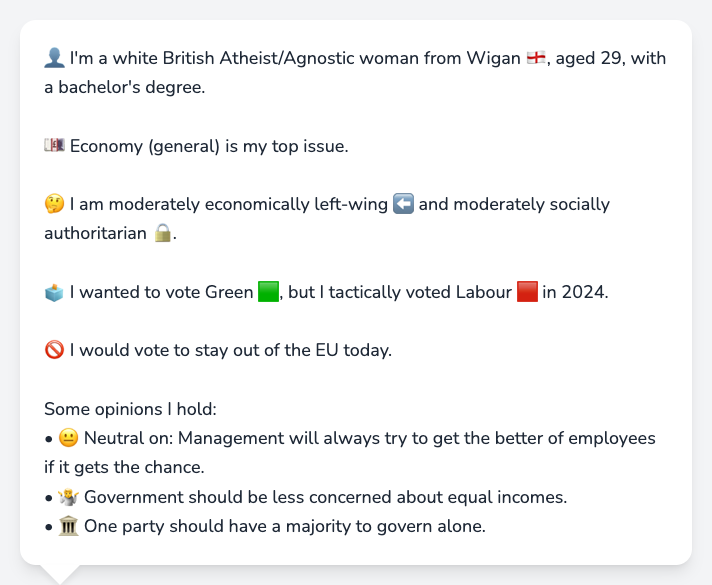 👤 I'm a white British Atheist/Agnostic woman from Wigan 🏴󠁧󠁢󠁥󠁮󠁧󠁿, aged 29, with
a bachelor's degree.
💷 Economy (general) is my top issue.
🤔 I am moderately economically left-wing ⬅️ and moderately socially
authoritarian 🔒.
🗳️ I wanted to vote Green 🟩, but I tactically voted Labour 🟥 in 2024.
🚫 I would vote to stay out of the EU today.
Some opinions I hold:
• 😐 Neutral on: Management will always try to get the better of employees
if it gets the chance.
• 🤷 Government should be less concerned about equal incomes.
• 🏛️ One party should have a majority to govern alone.